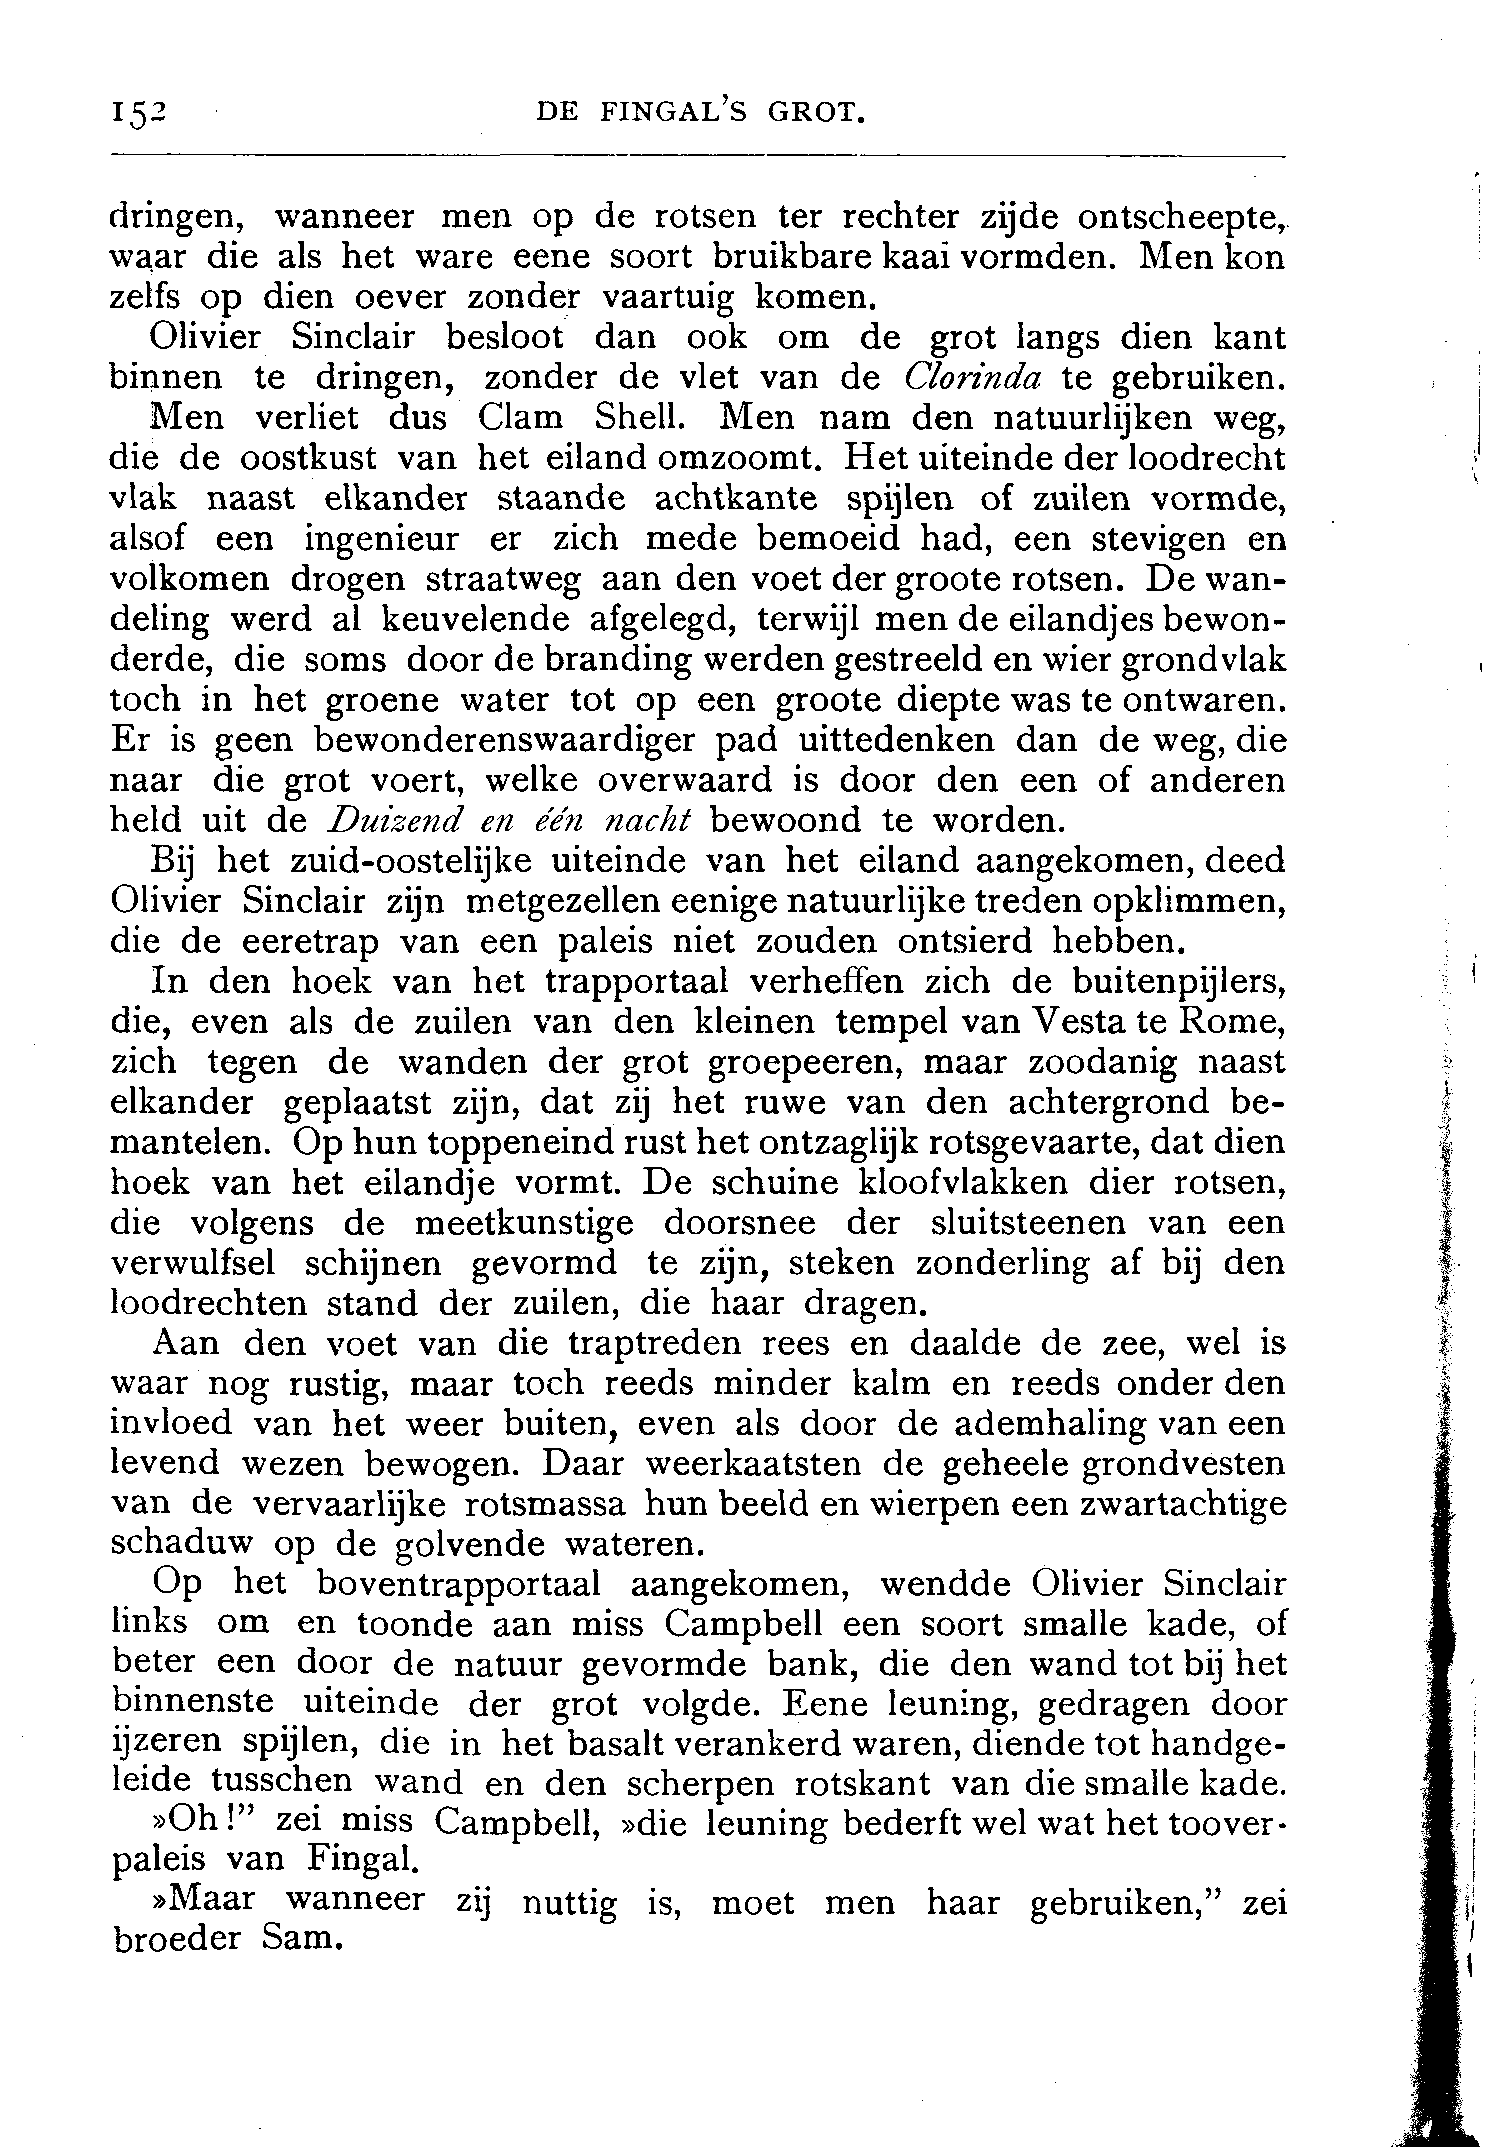 152 DE FINGAL'S GROT.
dringen, wanneer men op de rotsen ter rechter zijde ontscheepte,
waar die als het ware eene soort bruikbare kaai vormden. Men kon
zelfs op dien oever zonder vaartuig komen.
Olivier Sinclair besloot dan ook om de grot langs dien kant
binnen te dringen, zonder de vlet van de Clorinda te gebruiken.
Men verliet dus Clam Shell. Men nam den natuurlijken weg,
die de oostkust van het eiland omzoomt. Het uiteinde der loodrecht
vlak naast elkander staande achtkante spijlen of zuilen vormde,
alsof een ingenieur er zich mede bemoeid had, een stevigen en
volkomen drogen straatweg aan den voet der groote rotsen. De wan-
deling werd al keuvelende afgelegd, terwijl men de eilandjes bewon-
derde, die soms door de branding werden gestreeld en wier grondvlak
toch in het groene water tot op een groote diepte was te ontwaren.
Er is geen bewonderenswaardiger pad uittedenken dan de weg, die
naar die grot voert, welke overwaard is door den een of anderen
held uit de Duizend en één nacht bewoond te worden.
Bij het zuid-oostelijke uiteinde van het eiland aangekomen, deed
Olivier Sinclair zijn metgezellen eenige natuurlijke treden opklimmen,
die de eeretrap van een paleis niet zouden ontsierd hebben.
In den hoek van het trapportaal verheffen zich de buitenpijlers,
die, even als de zuilen van den kleinen tempel van Vesta te Rome,
zich tegen de wanden der grot groepeeren, maar zoodanig naast
elkander geplaatst zijn, dat zij het ruwe van den achtergrond be-
mantelen. Op hun toppeneind rust het ontzaglijk rotsgevaarte, dat dien
hoek van het eilandje vormt. De schuine kloofvlakken dier rotsen,
die volgens de meetkunstige doorsnee der sluitsteenen van een
verwulfsel schijnen gevormd te zijn, steken zonderling af bij den
loodrechten stand der zuilen, die haar dragen.
Aan den voet van die traptreden rees en daalde de zee, wel is
waar nog rustig, maar toch reeds minder kalm en reeds onder den
invloed van het weer buiten, even als door de ademhaling van een
levend wezen bewogen. Daar weerkaatsten de geheele grondvesten
van de vervaarlijke rotsmassa hun beeld en wierpen een zwartachtige
schaduw op de golvende wateren.
Op het boventrapportaal aangekomen, wendde Olivier Sinclair
links om en toonde aan miss Campbell een soort smalle kade, of
beter een door de natuur gevormde bank, die den wand tot bij het
binnenste uiteinde der grot volgde. Eene leuning, gedragen door
ijzeren spijlen, die in het basalt verankerd waren, diende tot handge-
leide tusschen wand en den scherpen rotskant van die smalle kade.
»Oh!” zei miss Campbell, »die leuning bederft wel wat het toover-
paleis van Fingal.
»Maar wanneer zij nuttig is, moet men haar gebruiken,” zei
broeder Sam.